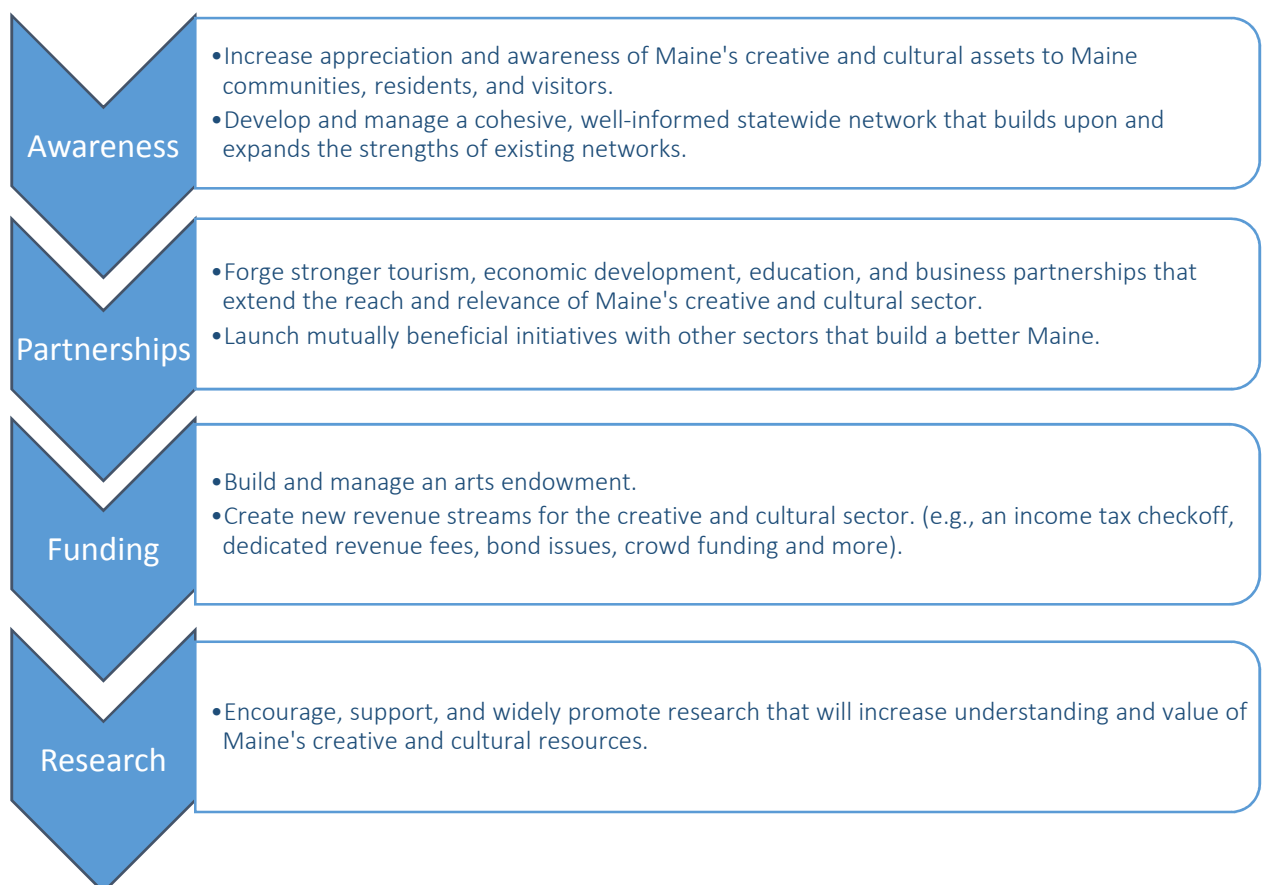 Awareness
•Increase appreciation and awareness of Maine's creative and cultural assets to Maine
communities, residents, and visitors.
•Develop and manage a cohesive, well-informed statewide network that builds upon and
expands the strengths of existing networks.
Partnerships
•Forge stronger tourism, economic development, education, and business partnerships that
extend the reach and relevance of Maine's creative and cultural sector.
•Launch mutually beneficial initiatives with other sectors that build a better Maine.
Funding
•Build and manage an arts endowment.
•Create new revenue streams for the creative and cultural sector. (e.g., an income tax checkoff,
dedicated revenue fees, bond issues, crowd funding and more).
Research
•Encourage, support, and widely promote research that will increase understanding and value of
Maine's creative and cultural resources.